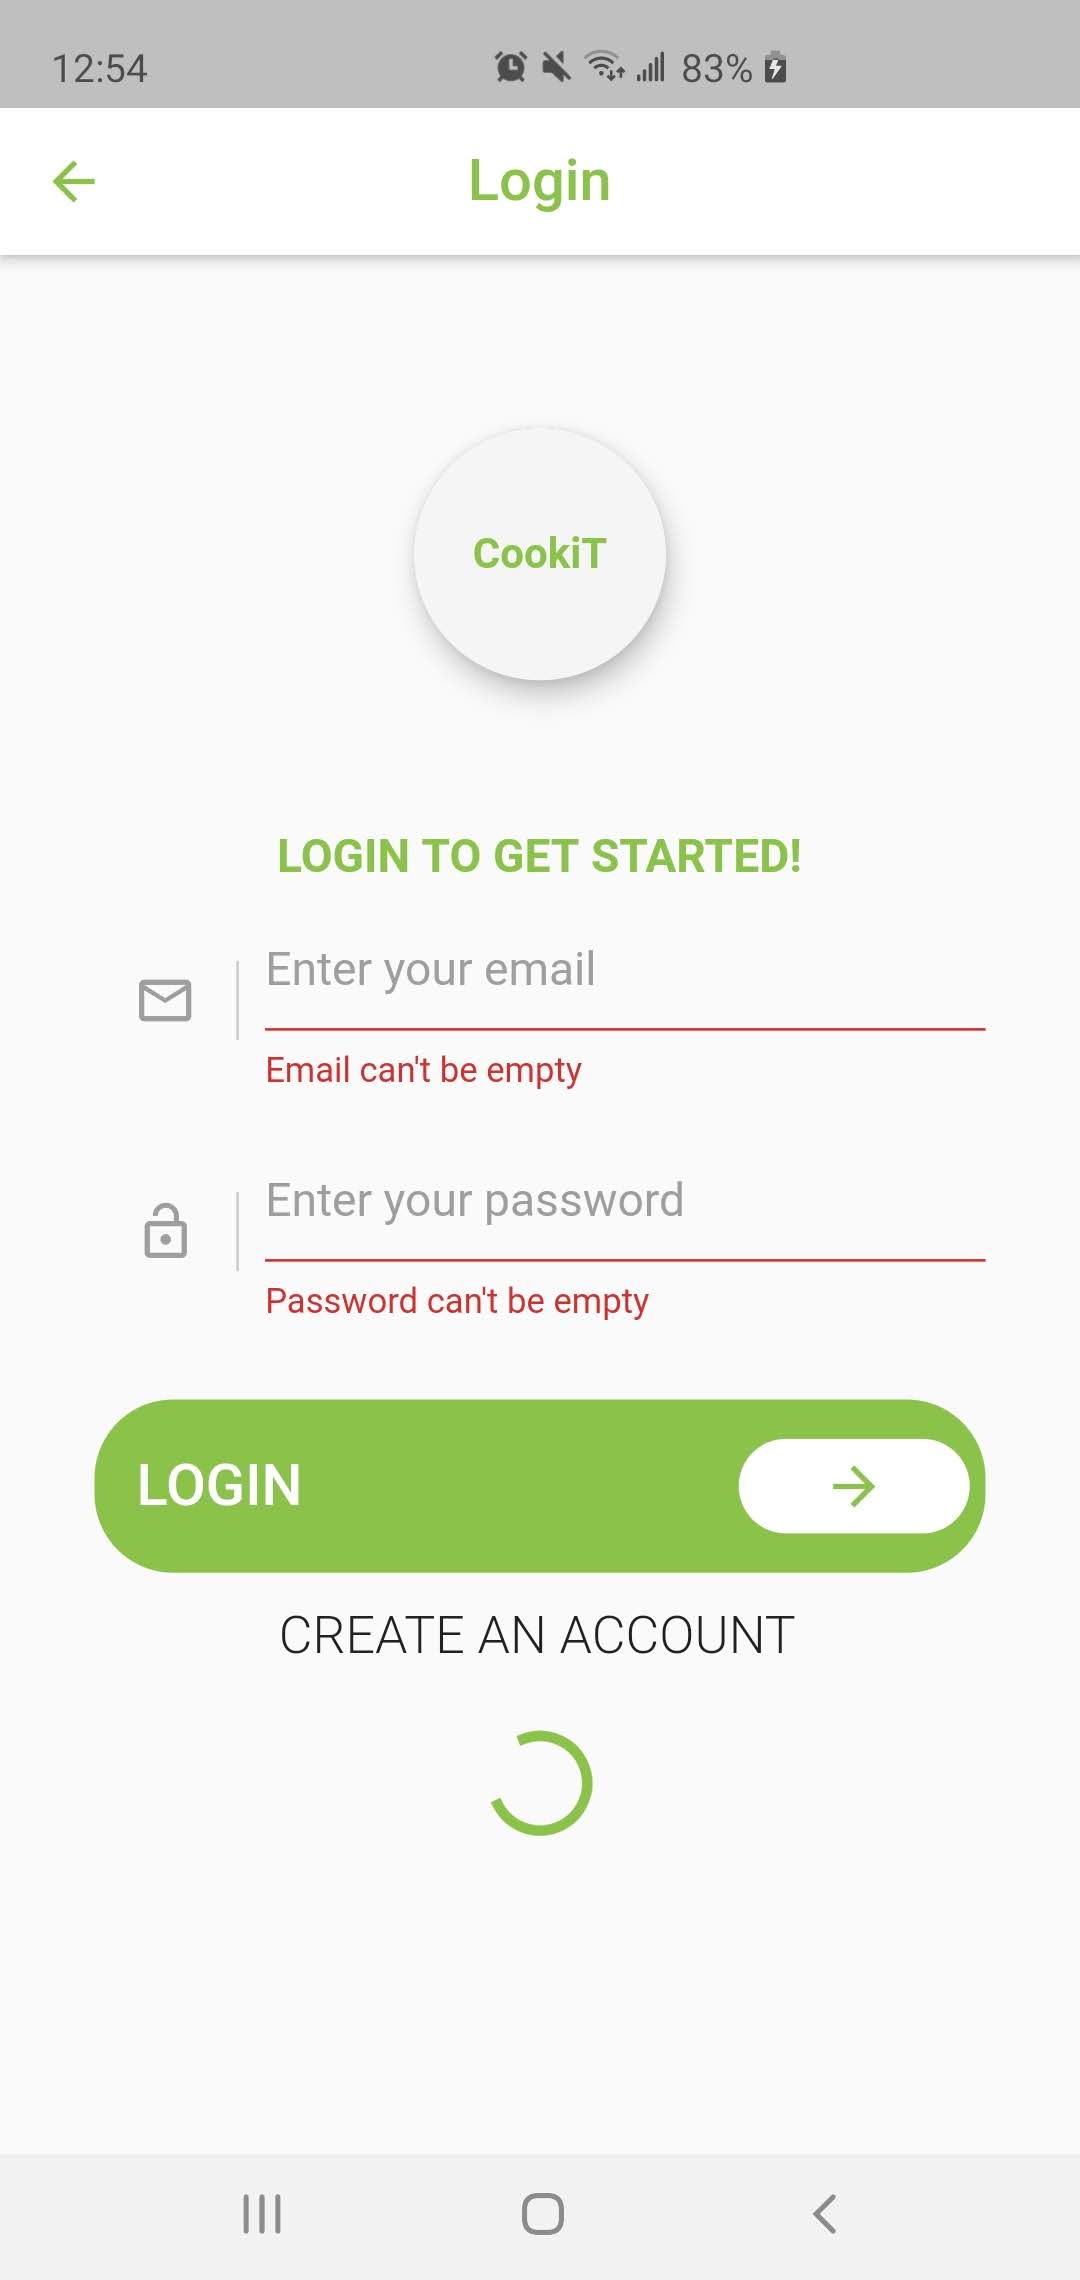 12:54 83%
Login
CookiT
LOGIN TO GET STARTED!
Enter your email
Email can't be empty
Enter your password
Password can't be empty
LOGIN
CREATE AN ACCOUNT